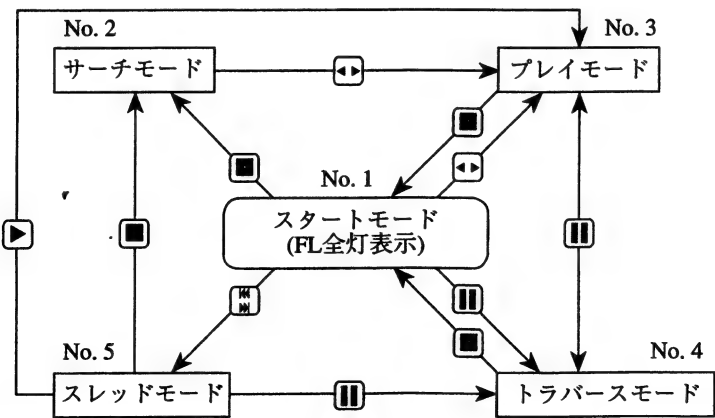 No. 2
No. 3
サーチモード
プレイモード
No. 1
スタートモード
(FL全灯表示)
No. 5
No. 4
スレッドモード
トラバースモード